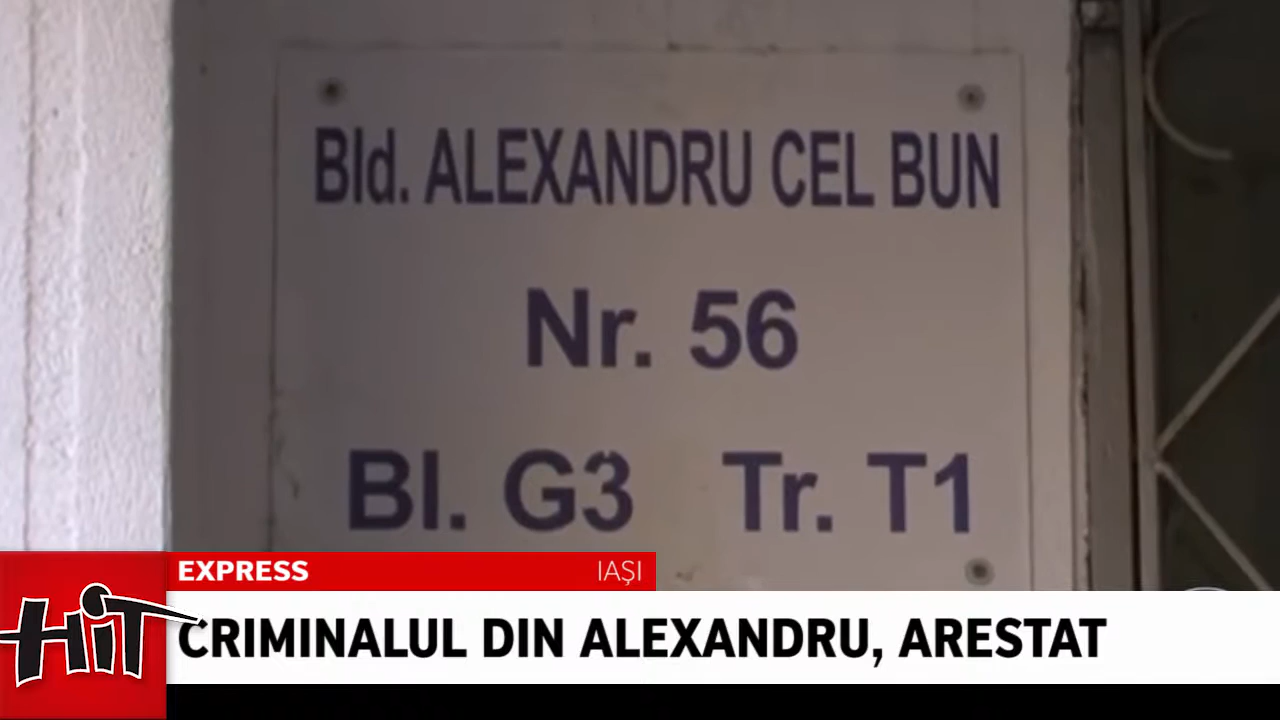 Bld. ALEXANDRU CEL BUN
Nr. 56
Bl. G3 Tr. T1
EXPRESS IAȘI
HiT CRIMINALUL DIN ALEXANDRU, ARESTAT